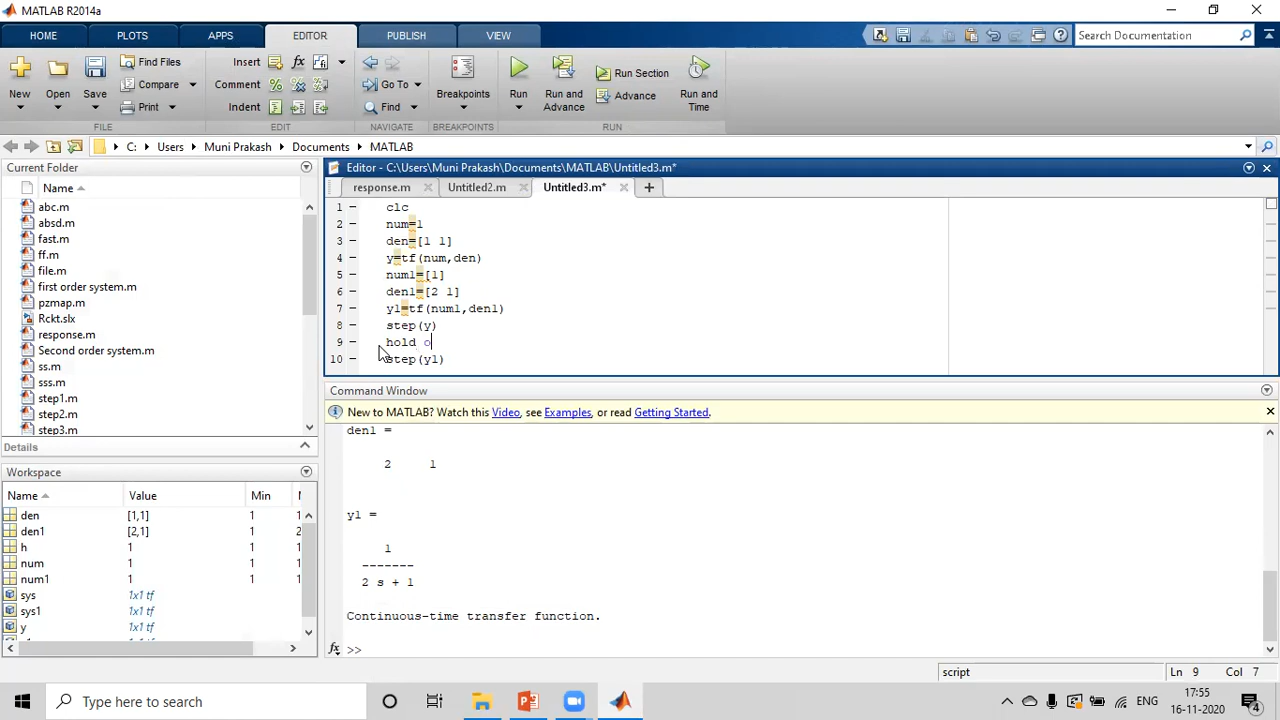 MATLAB R2014a
HOME PLOTS APPS EDITOR PUBLISH VIEW Search Documentation
New Open Save Find Files Compare Print Insert fx Comment % Indent Go To Find Breakpoints Run Run and Advance Run Section Advance Run and Time
FILE EDIT NAVIGATE BREAKPOINTS RUN
C: Users Muni Prakash Documents MATLAB
Current Folder
Name
abc.m
absd.m
fast.m
ff.m
file.m
first order system.m
pzmap.m
Rckt.slx
response.m
Second order system.m
ss.m
sss.m
step1.m
step2.m
step3.m
Details
Workspace
Name Value Min
den [1,1] 1
den1 [2,1] 1
h 1 1
num 1 1
num1 1 1
sys 1x1 tf
sys1 1x1 tf
y 1x1 tf
Editor - C:\Users\Muni Prakash\Documents\MATLAB\Untitled3.m*
response.m Untitled2.m Untitled3.m*
1 clc
2 num=1
3 den=[1 1]
4 y=tf(num,den)
5 num1=[1]
6 den1=[2 1]
7 y1=tf(num1,den1)
8 step(y)
9 hold o
10 step(y1)
Command Window
New to MATLAB? Watch this Video, see Examples, or read Getting Started.
den1 =
2 1
y1 =
1
-------
2 s + 1
Continuous-time transfer function.
fx >>
script Ln 9 Col 7
Type here to search
ENG
17:55
16-11-2020
4